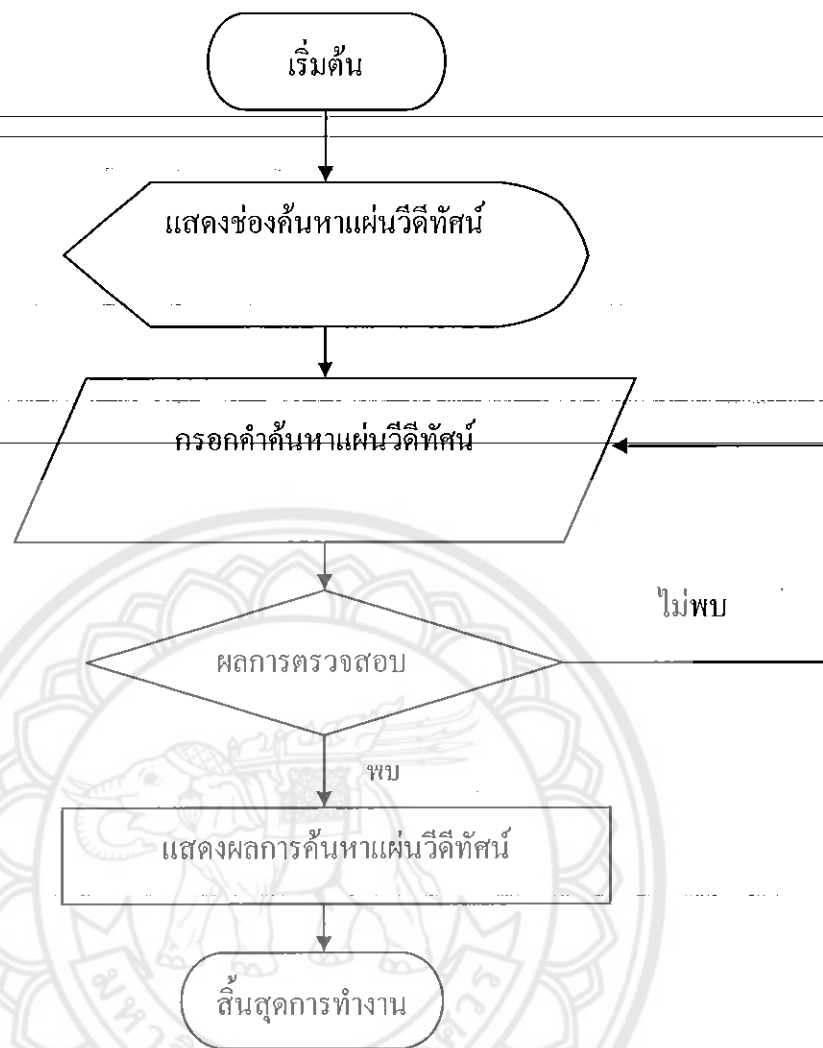 เริ่มต้น
แสดงช่องค้นหาแผ่นวีดีทัศน์
กรอกคำค้นหาแผ่นวีดีทัศน์
ไม่พบ
ผลการตรวจสอบ
พบ
แสดงผลการค้นหาแผ่นวีดีทัศน์
สิ้นสุดการทำงาน